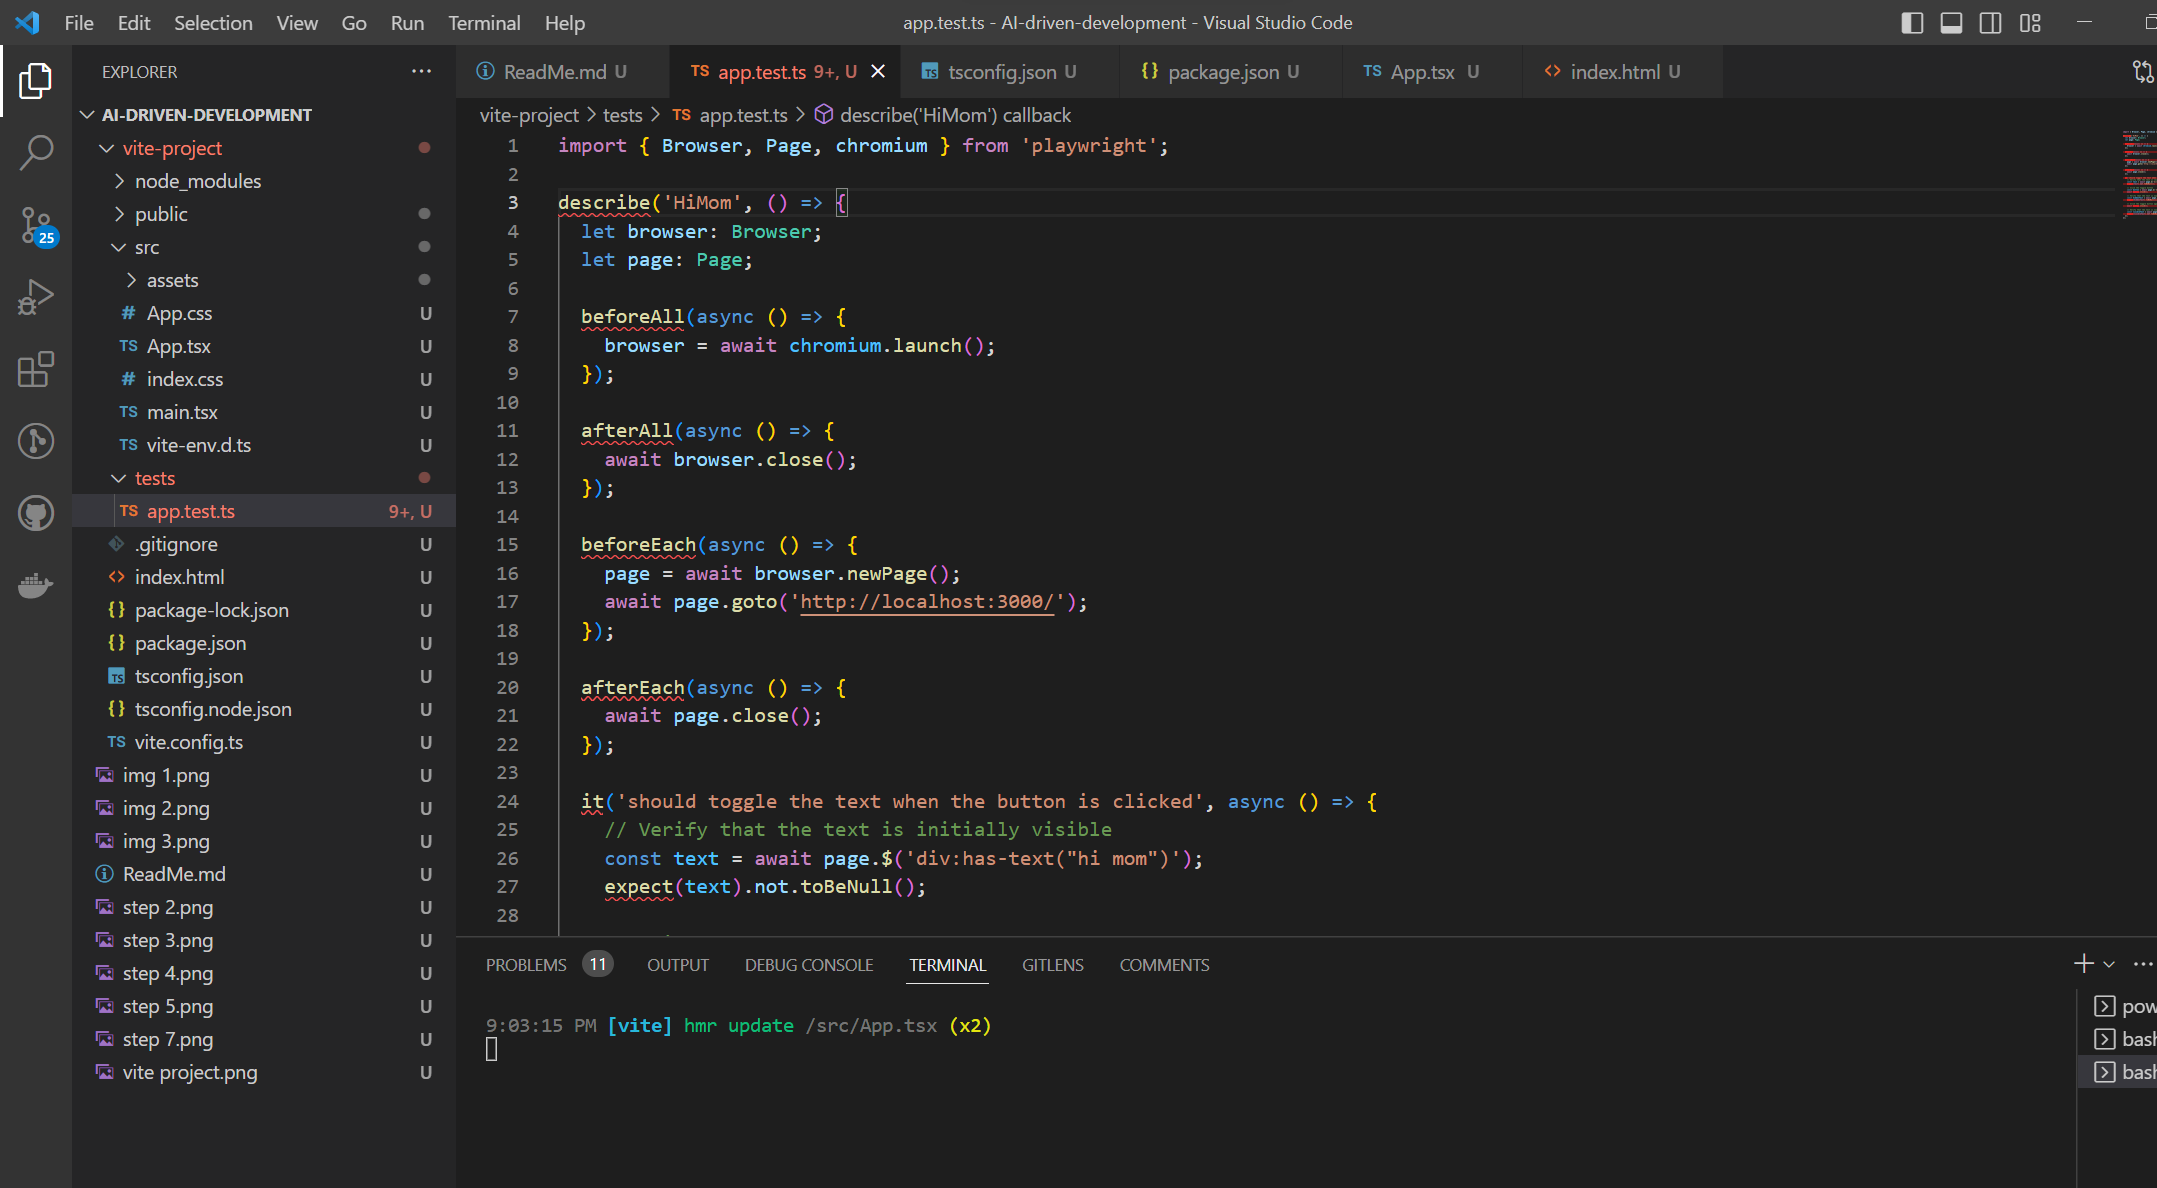 File Edit Selection View Go Run Terminal Help
app.test.ts - AI-driven-development - Visual Studio Code
EXPLORER
AI-DRIVEN-DEVELOPMENT
vite-project
node_modules
public
src
assets
# App.css U
TS App.tsx U
# index.css U
TS main.tsx U
TS vite-env.d.ts U
tests
TS app.test.ts 9+, U
.gitignore U
<> index.html U
{} package-lock.json U
{} package.json U
TS tsconfig.json U
{} tsconfig.node.json U
TS vite.config.ts U
img 1.png U
img 2.png U
img 3.png U
ReadMe.md U
step 2.png U
step 3.png U
step 4.png U
step 5.png U
step 7.png U
vite project.png U
25
ReadMe.md U
TS app.test.ts 9+, U
TS tsconfig.json U
{} package.json U
TS App.tsx U
<> index.html U
vite-project > tests > TS app.test.ts > describe('HiMom') callback
1 import { Browser, Page, chromium } from 'playwright';
2
3 describe('HiMom', () => {
4 let browser: Browser;
5 let page: Page;
6
7 beforeAll(async () => {
8 browser = await chromium.launch();
9 });
10
11 afterAll(async () => {
12 await browser.close();
13 });
14
15 beforeEach(async () => {
16 page = await browser.newPage();
17 await page.goto('http://localhost:3000/');
18 });
19
20 afterEach(async () => {
21 await page.close();
22 });
23
24 it('should toggle the text when the button is clicked', async () => {
25 // Verify that the text is initially visible
26 const text = await page.$('div:has-text("hi mom")');
27 expect(text).not.toBeNull();
28
PROBLEMS 11 OUTPUT DEBUG CONSOLE TERMINAL GITLENS COMMENTS
9:03:15 PM [vite] hmr update /src/App.tsx (x2)
pow
bash
bash